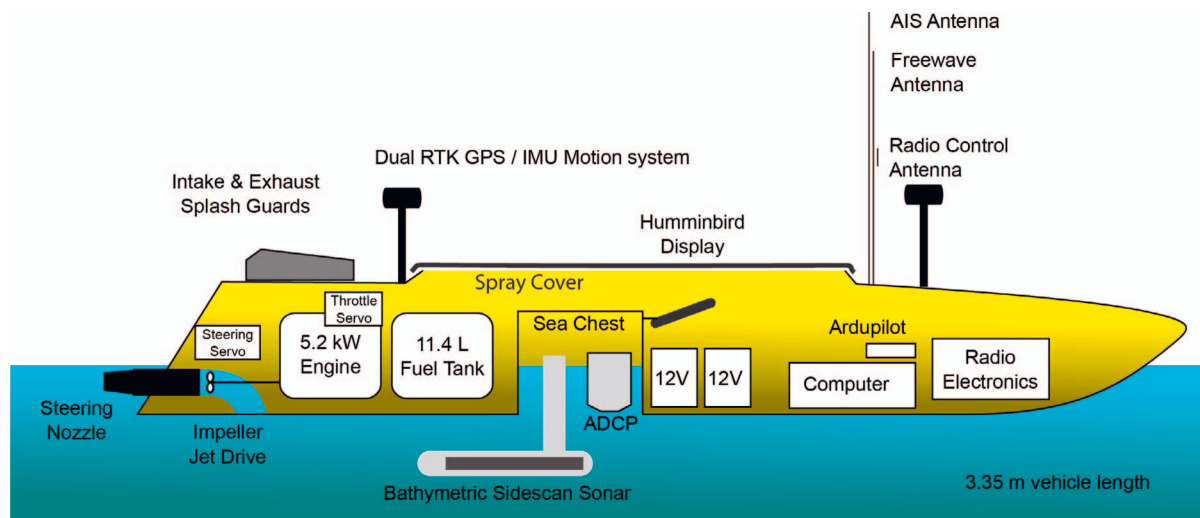 AIS Antenna
Freewave
Antenna
Radio Control
Antenna
Dual RTK GPS / IMU Motion system
Intake & Exhaust
Splash Guards
Humminbird
Display
Spray Cover
Throttle
Servo
Steering
Servo
5.2 kW
Engine
11.4 L
Fuel Tank
Sea Chest
Ardupilot
12V
12V
Computer
Radio
Electronics
Steering
Nozzle
Impeller
Jet Drive
ADCP
Bathymetric Sidescan Sonar
3.35 m vehicle length